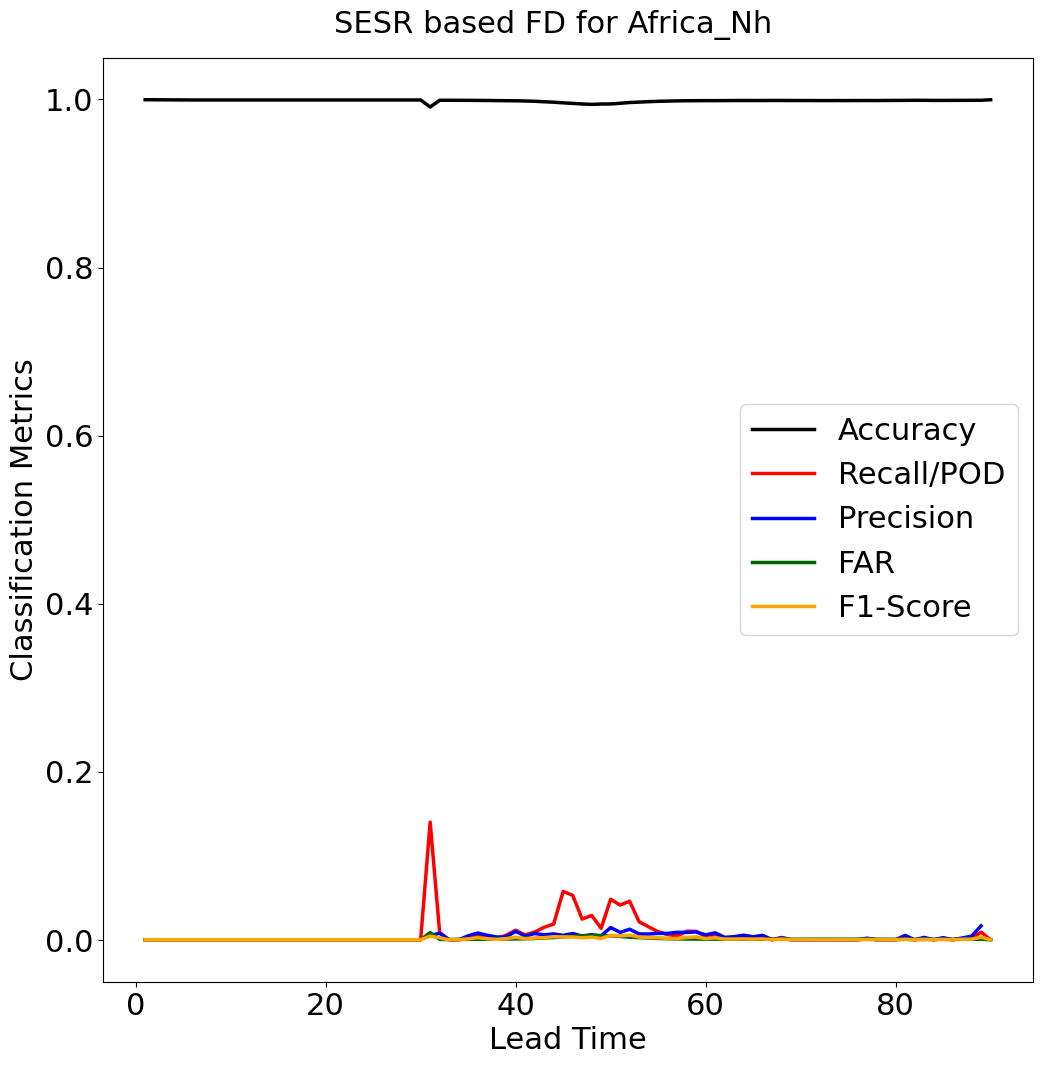 SESR based FD for Africa_Nh
1.0
0.8
0.6
0.4
0.2
0.0
Classification Metrics
Accuracy
Recall/POD
Precision
FAR
F1-Score
0 20 40 60 80
Lead Time